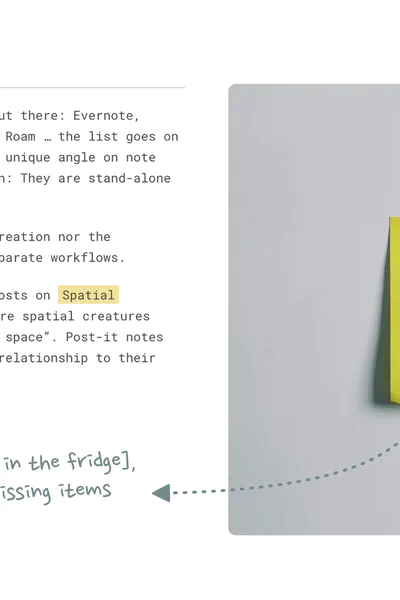 ut there: Evernote,
Roam … the list goes on
unique angle on note
n: They are stand-alone
reation nor the
parate workflows.
osts on Spatial
re spatial creatures
space”. Post-it notes
relationship to their
in the fridge],
issing items